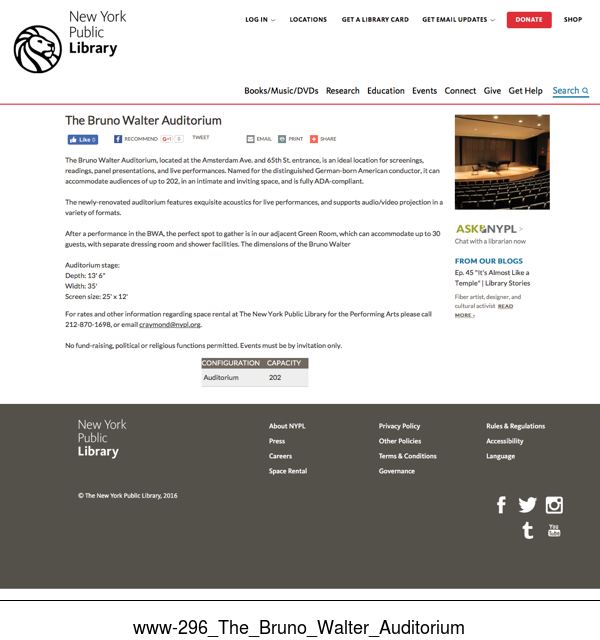 New York
Public
Library
LOG IN
LOCATIONS
GET A LIBRARY CARD
GET EMAIL UPDATES
DONATE
SHOP
Books/Music/DVDs Research Education Events Connect Give Get Help Search
The Bruno Walter Auditorium
Like 0
RECOMMEND
G+1 0
TWEET
EMAIL
PRINT
SHARE
The Bruno Walter Auditorium, located at the Amsterdam Ave. and 65th St. entrance, is an ideal location for screenings,
readings, panel presentations, and live performances. Named for the distinguished German-born American conductor, it can
accommodate audiences of up to 202, in an intimate and inviting space, and is fully ADA-compliant.
The newly-renovated auditorium features exquisite acoustics for live performances, and supports audio/video projection in a
variety of formats.
After a performance in the BWA, the perfect spot to gather is in our adjacent Green Room, which can accommodate up to 30
guests, with separate dressing room and shower facilities. The dimensions of the Bruno Walter
Auditorium stage:
Depth: 13' 6"
Width: 35'
Screen size: 25' x 12'
For rates and other information regarding space rental at The New York Public Library for the Performing Arts please call
212-870-1698, or email craymond@nypl.org.
No fund-raising, political or religious functions permitted. Events must be by invitation only.
CONFIGURATION CAPACITY
Auditorium 202
ASKNYPL >
Chat with a librarian now
FROM OUR BLOGS
Ep. 45 "It's Almost Like a
Temple" | Library Stories
Fiber artist, designer, and
cultural activist READ
MORE ›
New York
Public
Library
About NYPL
Press
Careers
Space Rental
Privacy Policy
Other Policies
Terms & Conditions
Governance
Rules & Regulations
Accessibility
Language
© The New York Public Library, 2016
You
Tube
www-296_The_Bruno_Walter_Auditorium